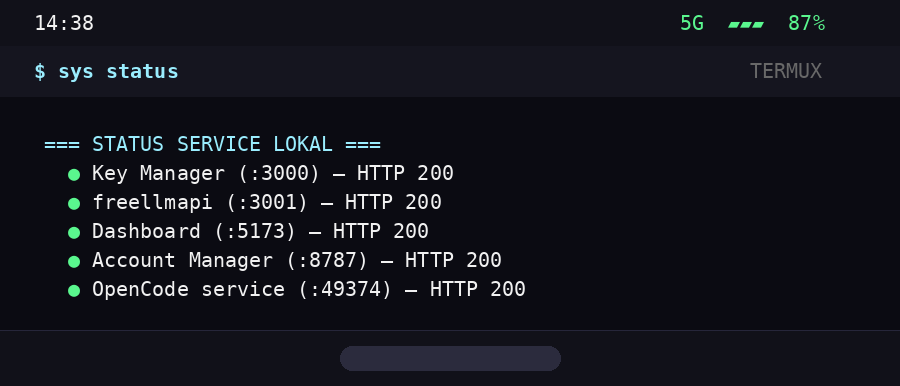 14:38 5G ▰▰▰ 87%
$ sys status TERMUX
=== STATUS SERVICE LOKAL ===
● Key Manager (:3000) — HTTP 200
● freellmapi (:3001) — HTTP 200
● Dashboard (:5173) — HTTP 200
● Account Manager (:8787) — HTTP 200
● OpenCode service (:49374) — HTTP 200